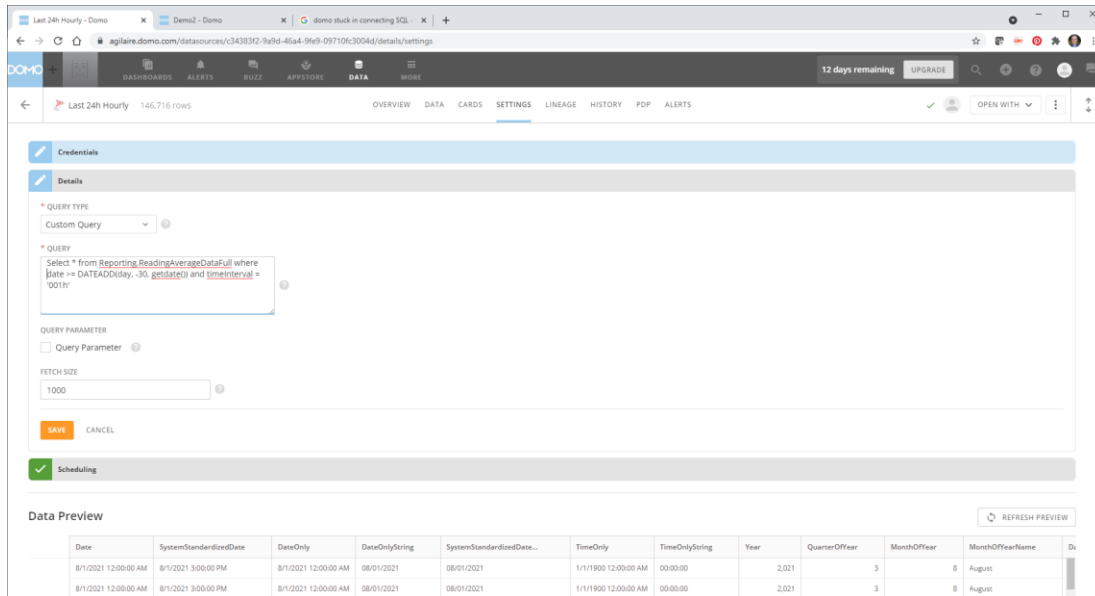 Last 24h Hourly - Domo
Demo2 - Domo
domo stuck in connecting SQL -
agilaire.domo.com/datasources/c34383f2-9a9d-46a4-9fe9-09710fc3004d/details/settings
DOMO
DASHBOARDS ALERTS BUZZ APPSTORE DATA MORE
12 days remaining UPGRADE
Last 24h Hourly 146,716 rows
OVERVIEW DATA CARDS SETTINGS LINEAGE HISTORY PDP ALERTS
OPEN WITH
Credentials
Details
* QUERY TYPE
Custom Query
* QUERY
Select * from Reporting.ReadingAverageDataFull where
date >= DATEADD(day, -30, getdate()) and timeInterval =
'001h'
QUERY PARAMETER
Query Parameter
FETCH SIZE
1000
SAVE CANCEL
Scheduling
Data Preview
REFRESH PREVIEW
Date SystemStandardizedDate DateOnly DateOnlyString SystemStandardizedDate... TimeOnly TimeOnlyString Year QuarterOfYear MonthOfYear MonthOfYearName
8/1/2021 12:00:00 AM 8/1/2021 3:00:00 PM 8/1/2021 12:00:00 AM 08/01/2021 08/01/2021 1/1/1900 12:00:00 AM 00:00:00 2,021 3 8 August
8/1/2021 12:00:00 AM 8/1/2021 3:00:00 PM 8/1/2021 12:00:00 AM 08/01/2021 08/01/2021 1/1/1900 12:00:00 AM 00:00:00 2,021 3 8 August